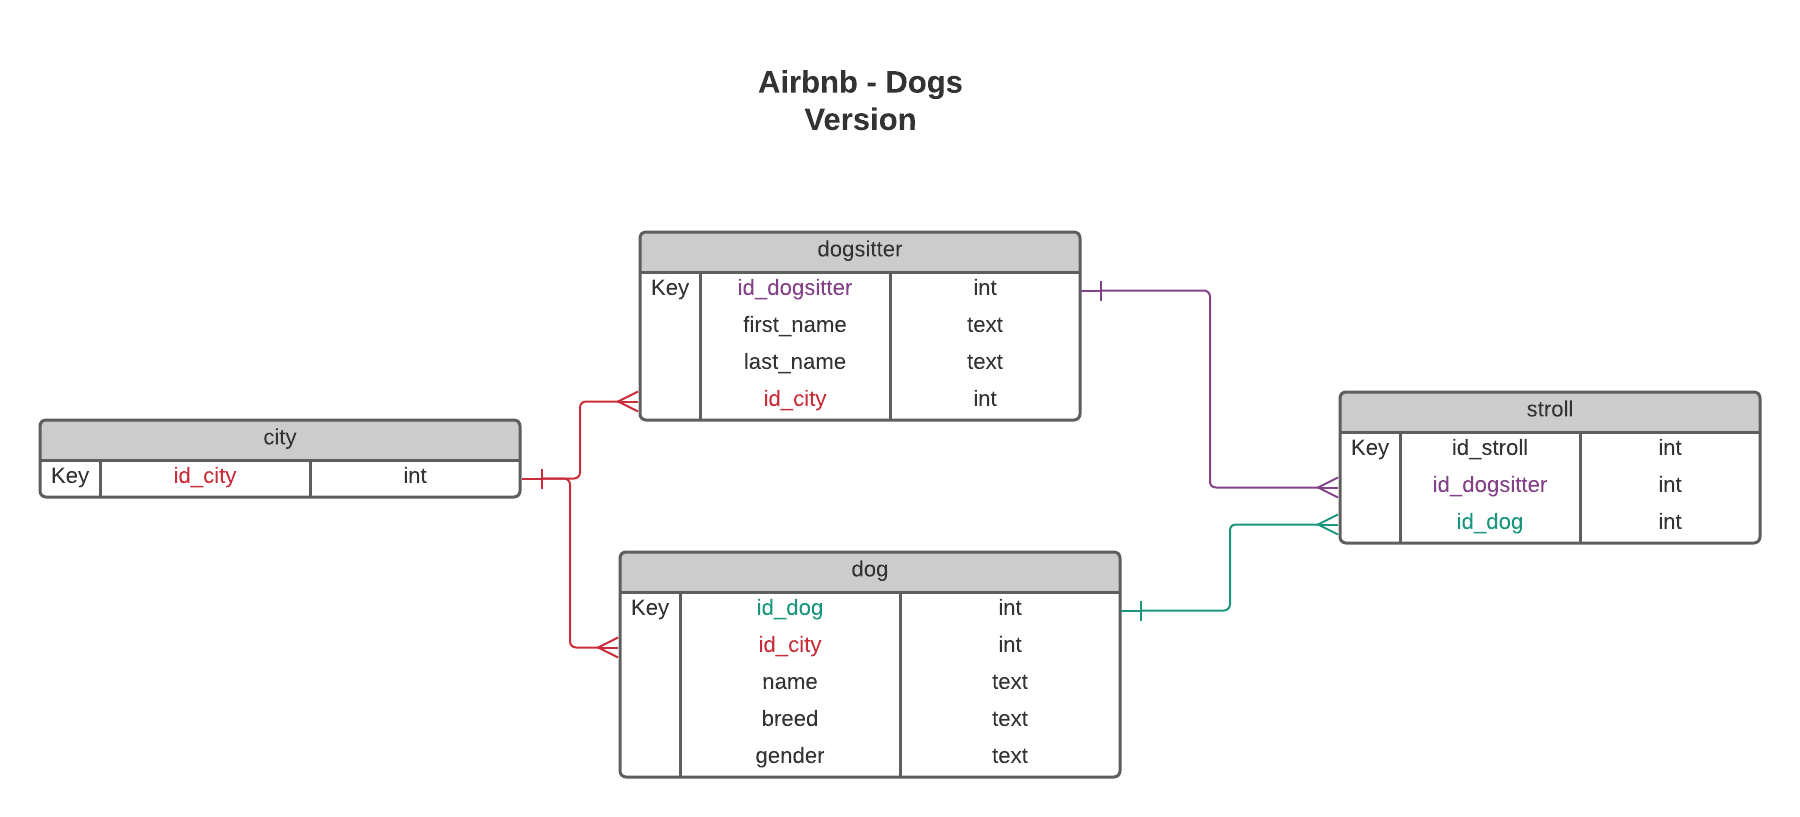 Airbnb - Dogs
Version
dogsitter
Key id_dogsitter int
first_name text
last_name text
id_city int
city
Key id_city int
stroll
Key id_stroll int
id_dogsitter int
id_dog int
dog
Key id_dog int
id_city int
name text
breed text
gender text